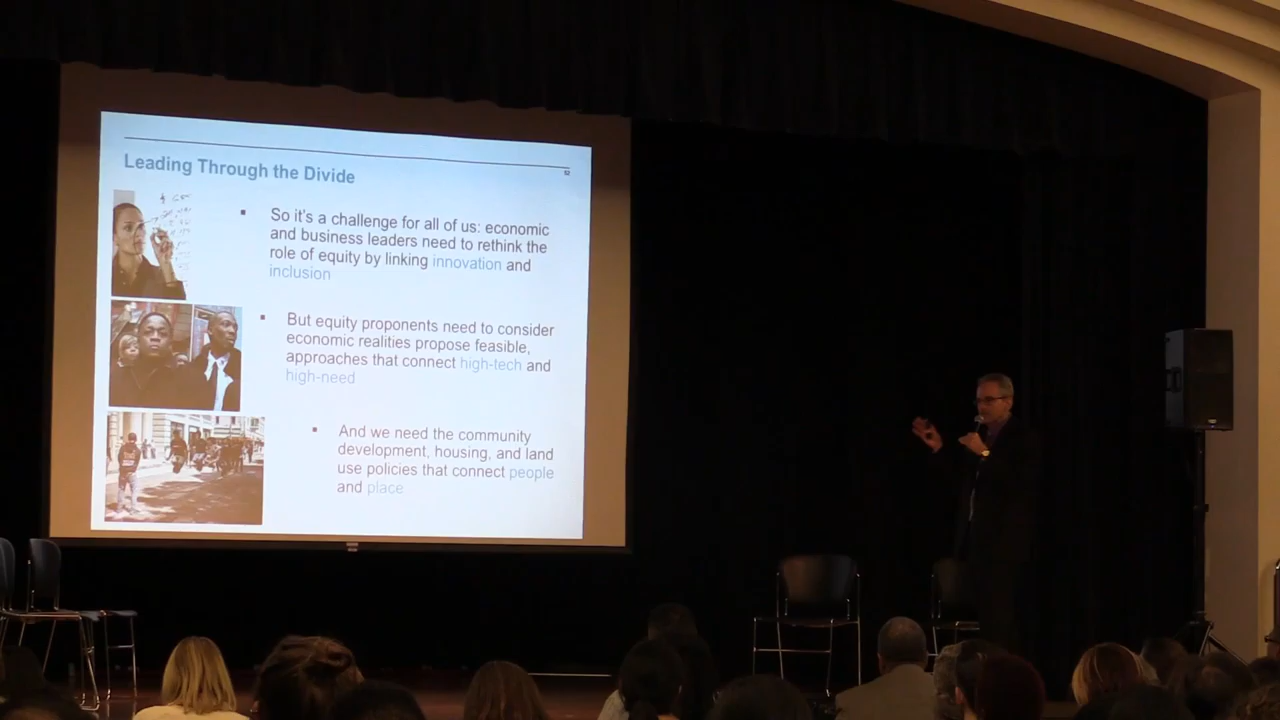 Leading Through the Divide
52
So it's a challenge for all of us: economic
and business leaders need to rethink the
role of equity by linking innovation and
inclusion
But equity proponents need to consider
economic realities propose feasible,
approaches that connect high-tech and
high-need
And we need the community
development, housing, and land
use policies that connect people
and place